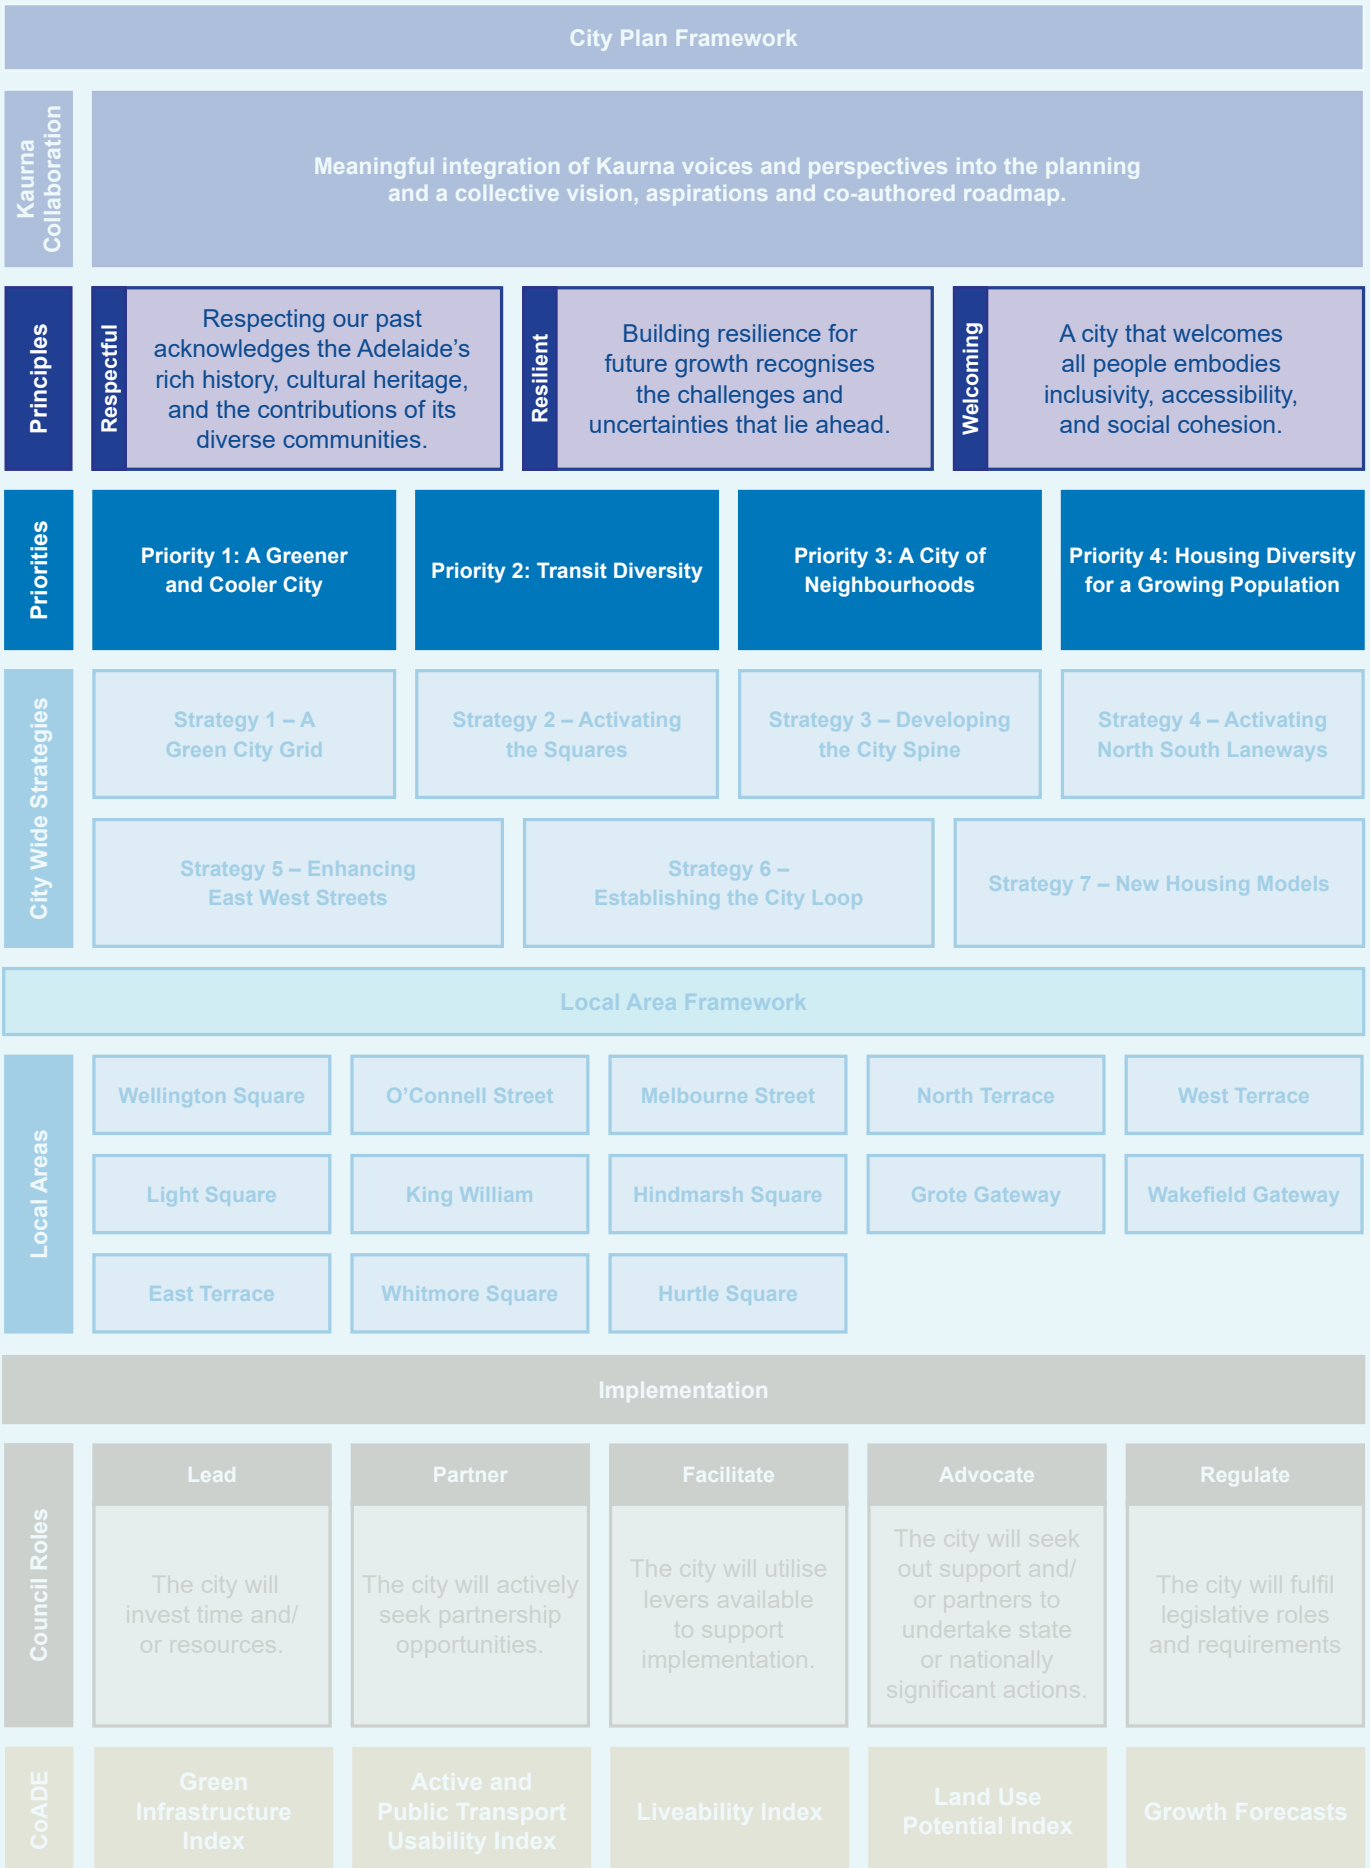 City Plan Framework
Kaurna
Collaboration
Meaningful integration of Kaurna voices and perspectives into the planning
and a collective vision, aspirations and co-authored roadmap.
Principles
Respectful
Respecting our past
acknowledges the Adelaide’s
rich history, cultural heritage,
and the contributions of its
diverse communities.
Resilient
Building resilience for
future growth recognises
the challenges and
uncertainties that lie ahead.
Welcoming
A city that welcomes
all people embodies
inclusivity, accessibility,
and social cohesion.
Priorities
Priority 1: A Greener
and Cooler City
Priority 2: Transit Diversity
Priority 3: A City of
Neighbourhoods
Priority 4: Housing Diversity
for a Growing Population
City Wide Strategies
Strategy 1 – A
Green City Grid
Strategy 2 – Activating
the Squares
Strategy 3 – Developing
the City Spine
Strategy 4 – Activating
North South Laneways
Strategy 5 – Enhancing
East West Streets
Strategy 6 –
Establishing the City Loop
Strategy 7 – New Housing Models
Local Area Framework
Local Areas
Wellington Square
O’Connell Street
Melbourne Street
North Terrace
West Terrace
Light Square
King William
Hindmarsh Square
Grote Gateway
Wakefield Gateway
East Terrace
Whitmore Square
Hurtle Square
Implementation
Council Roles
Lead
The city will
invest time and/
or resources.
Partner
The city will actively
seek partnership
opportunities.
Facilitate
The city will utilise
levers available
to support
implementation.
Advocate
The city will seek
out support and/
or partners to
undertake state
or nationally
significant actions.
Regulate
The city will fulfil
legislative roles
and requirements
CoADE
Green
Infrastructure
Index
Active and
Public Transport
Usability Index
Liveability Index
Land Use
Potential Index
Growth Forecasts